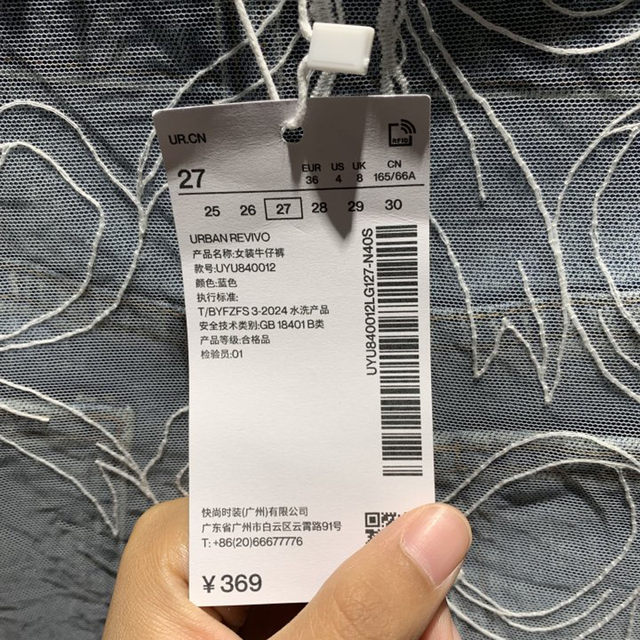 UR.CN
RFID
27
EUR US UK CN
36 4 8 165/66A
25 26 27 28 29 30
URBAN REVIVO
产品名称:女装牛仔裤
款号:UYU840012
颜色:蓝色
执行标准:
T/BYFZFS 3-2024 水洗产品
安全技术类别:GB 18401 B类
产品等级:合格品
检验员:01
UYU840012LG127-N40S
快尚时装(广州)有限公司
广东省广州市白云区云霄路91号
T: +86(20)66677776
¥ 369